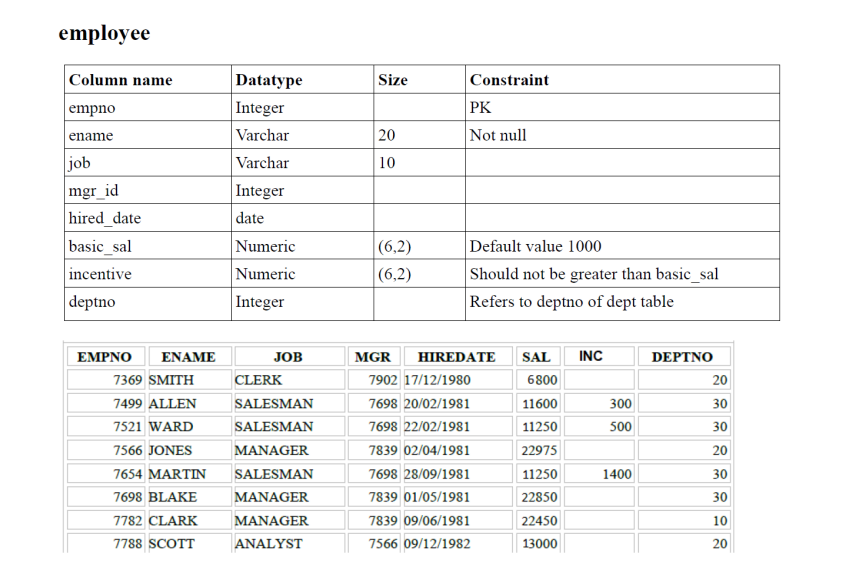 employee
Column name Datatype Size Constraint
empno Integer PK
ename Varchar 20 Not null
job Varchar 10
mgr_id Integer
hired_date date
basic_sal Numeric (6,2) Default value 1000
incentive Numeric (6,2) Should not be greater than basic_sal
deptno Integer Refers to deptno of dept table
EMPNO ENAME JOB MGR HIREDATE SAL INC DEPTNO
7369 SMITH CLERK 7902 17/12/1980 6800 20
7499 ALLEN SALESMAN 7698 20/02/1981 11600 300 30
7521 WARD SALESMAN 7698 22/02/1981 11250 500 30
7566 JONES MANAGER 7839 02/04/1981 22975 20
7654 MARTIN SALESMAN 7698 28/09/1981 11250 1400 30
7698 BLAKE MANAGER 7839 01/05/1981 22850 30
7782 CLARK MANAGER 7839 09/06/1981 22450 10
7788 SCOTT ANALYST 7566 09/12/1982 13000 20